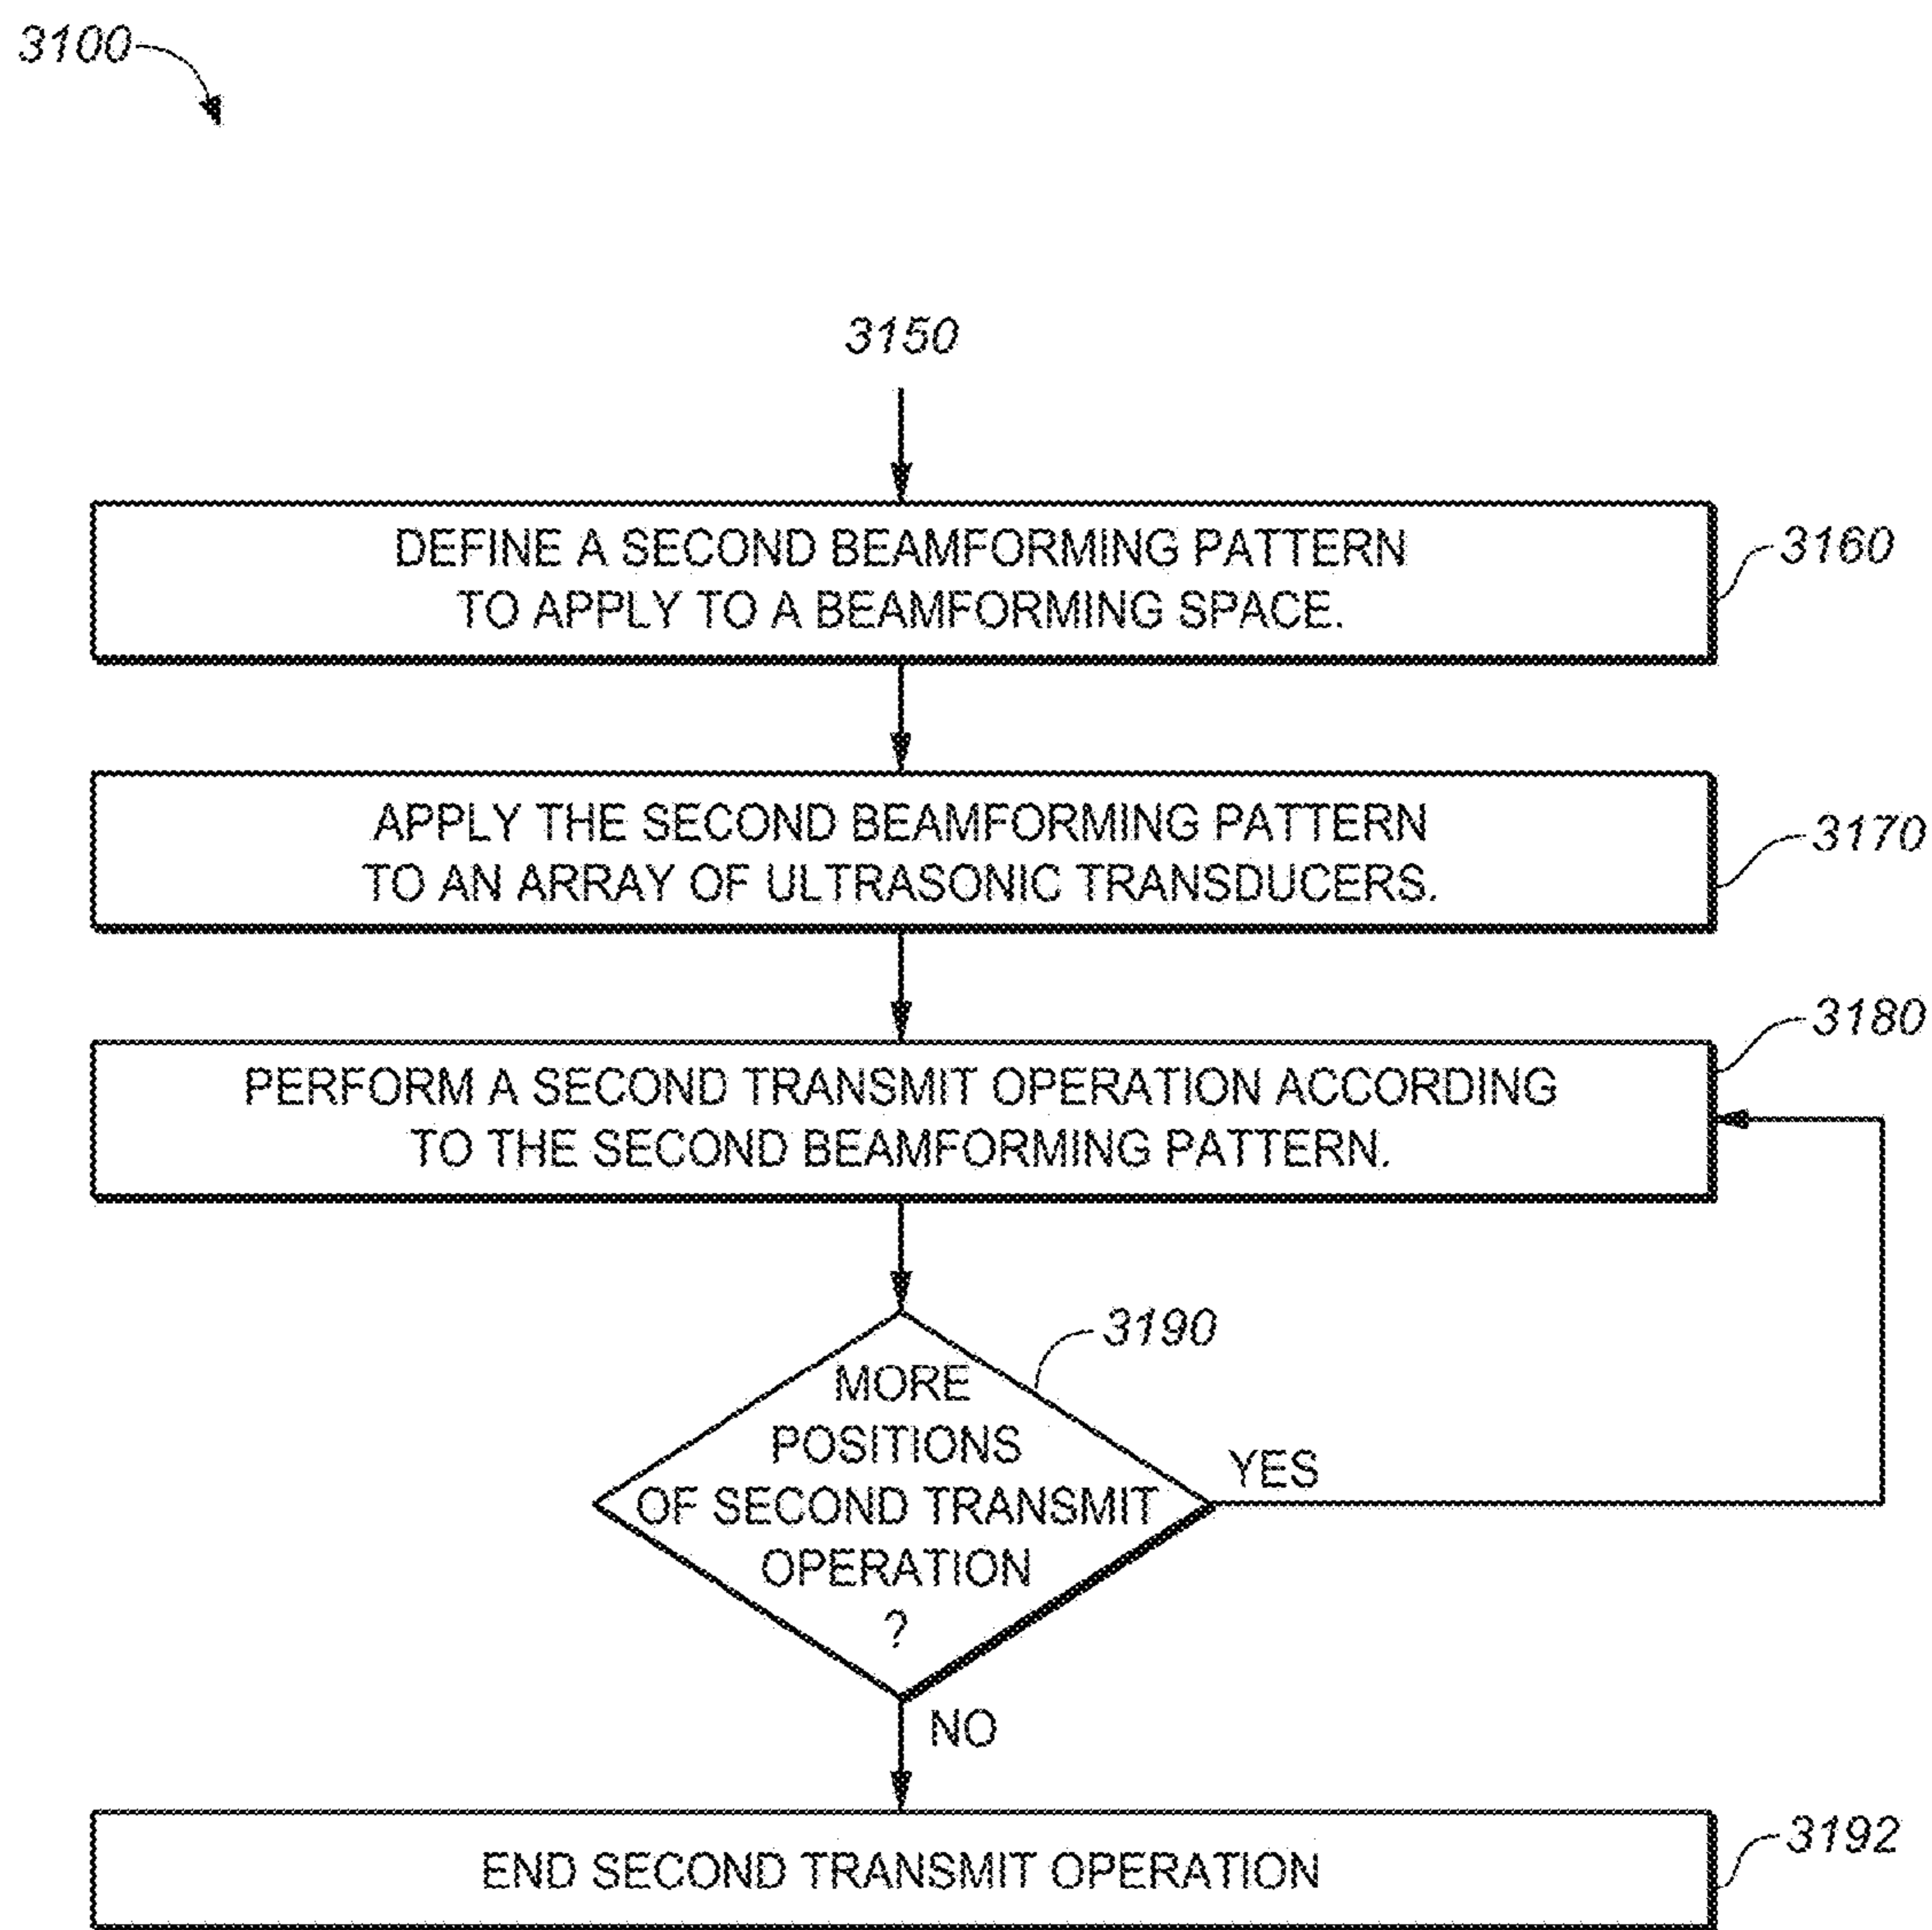 3100
3150
DEFINE A SECOND BEAMFORMING PATTERN
TO APPLY TO A BEAMFORMING SPACE.
3160
APPLY THE SECOND BEAMFORMING PATTERN
TO AN ARRAY OF ULTRASONIC TRANSDUCERS.
3170
3180
PERFORM A SECOND TRANSMIT OPERATION ACCORDING
TO THE SECOND BEAMFORMING PATTERN.
3190
MORE
POSITIONS
OF SECOND TRANSMIT
OPERATION
?
YES
NO
END SECOND TRANSMIT OPERATION
3192